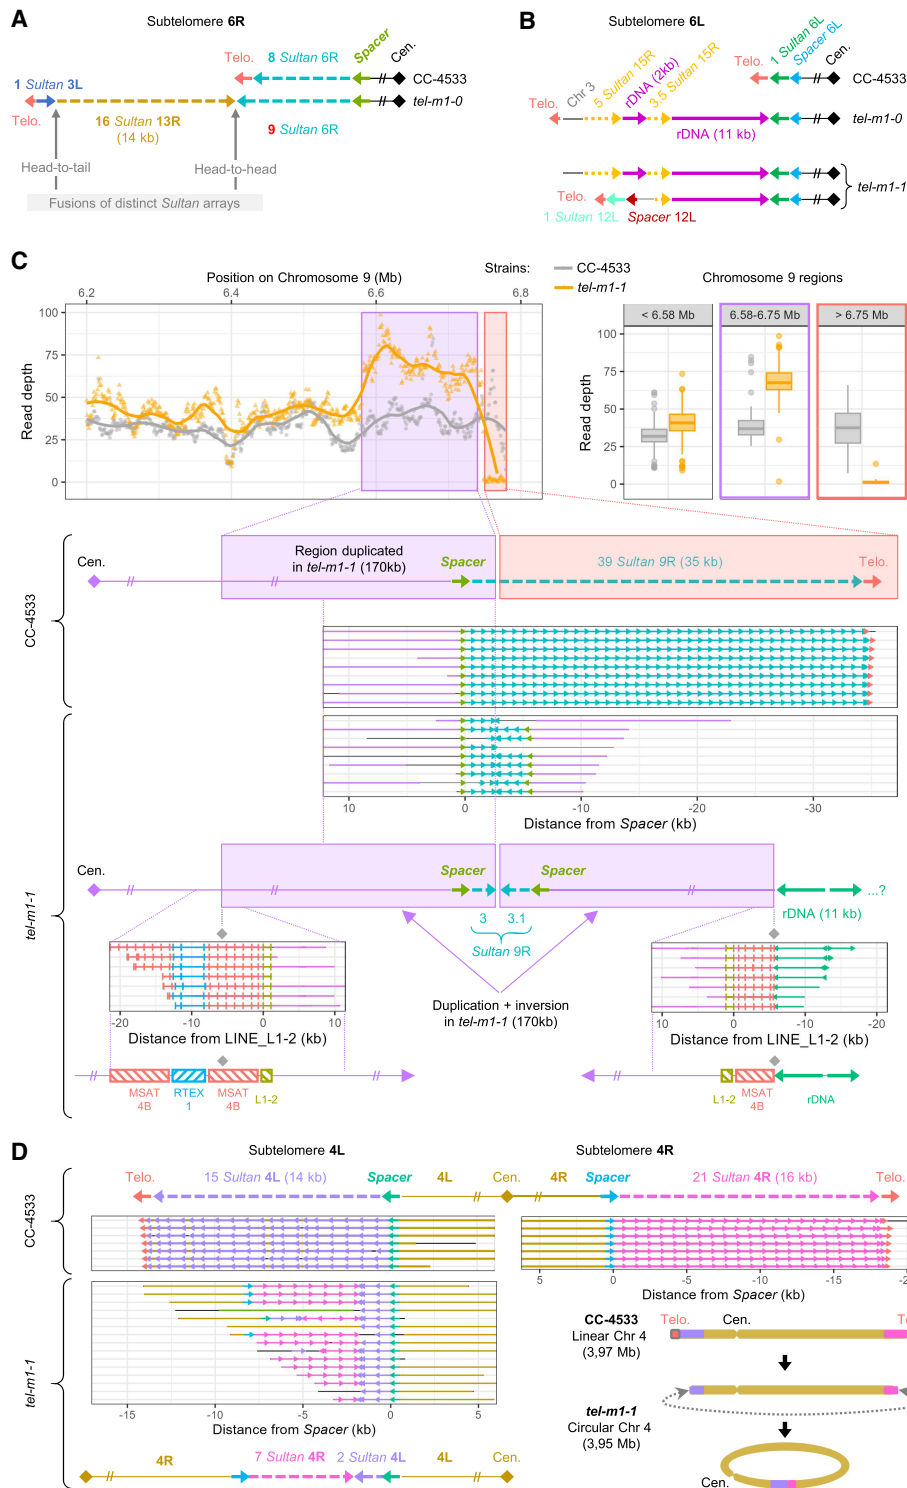 A
Subtelomere 6R
Telo.
8 Sultan 6R
Spacer
Cen.
CC-4533
1 Sultan 3L
tel-m1-0
Telo.
16 Sultan 13R
(14 kb)
9 Sultan 6R
Head-to-tail
Head-to-head
Fusions of distinct Sultan arrays
B
Subtelomere 6L
Telo.
1 Sultan 6L
Spacer 6L
Cen.
CC-4533
Telo.
Chr 3
5 Sultan 15R
rDNA (2kb)
3.5 Sultan 15R
tel-m1-0
rDNA (11 kb)
tel-m1-1
Telo.
1 Sultan 12L
Spacer 12L
C
Position on Chromosome 9 (Mb)
6.2
6.4
6.6
6.8
Strains:
CC-4533
tel-m1-1
Chromosome 9 regions
< 6.58 Mb
6.58-6.75 Mb
> 6.75 Mb
Read depth
100
75
50
25
0
Read depth
100
75
50
25
0
CC-4533
Cen.
Region duplicated
in tel-m1-1 (170kb)
Spacer
39 Sultan 9R (35 kb)
Telo.
10
0
-10
-20
-30
Distance from Spacer (kb)
tel-m1-1
Cen.
Spacer
Spacer
3
3.1
Sultan 9R
rDNA (11 kb)
...?
Duplication + inversion
in tel-m1-1 (170kb)
-20
-10
0
10
Distance from LINE_L1-2 (kb)
10
0
-10
-20
Distance from LINE_L1-2 (kb)
MSAT
4B
RTEX
1
MSAT
4B
L1-2
L1-2
MSAT
4B
rDNA
D
Subtelomere 4L
Subtelomere 4R
CC-4533
Telo.
15 Sultan 4L (14 kb)
Spacer
4L
Cen.
4R
Spacer
21 Sultan 4R (16 kb)
Telo.
5
0
-5
-10
-15
Distance from Spacer (kb)
tel-m1-1
-15
-10
-5
0
5
Distance from Spacer (kb)
4R
7 Sultan 4R
2 Sultan 4L
4L
Cen.
CC-4533
Linear Chr 4
(3,97 Mb)
Telo.
Cen.
tel-m1-1
Circular Chr 4
(3,95 Mb)
Cen.